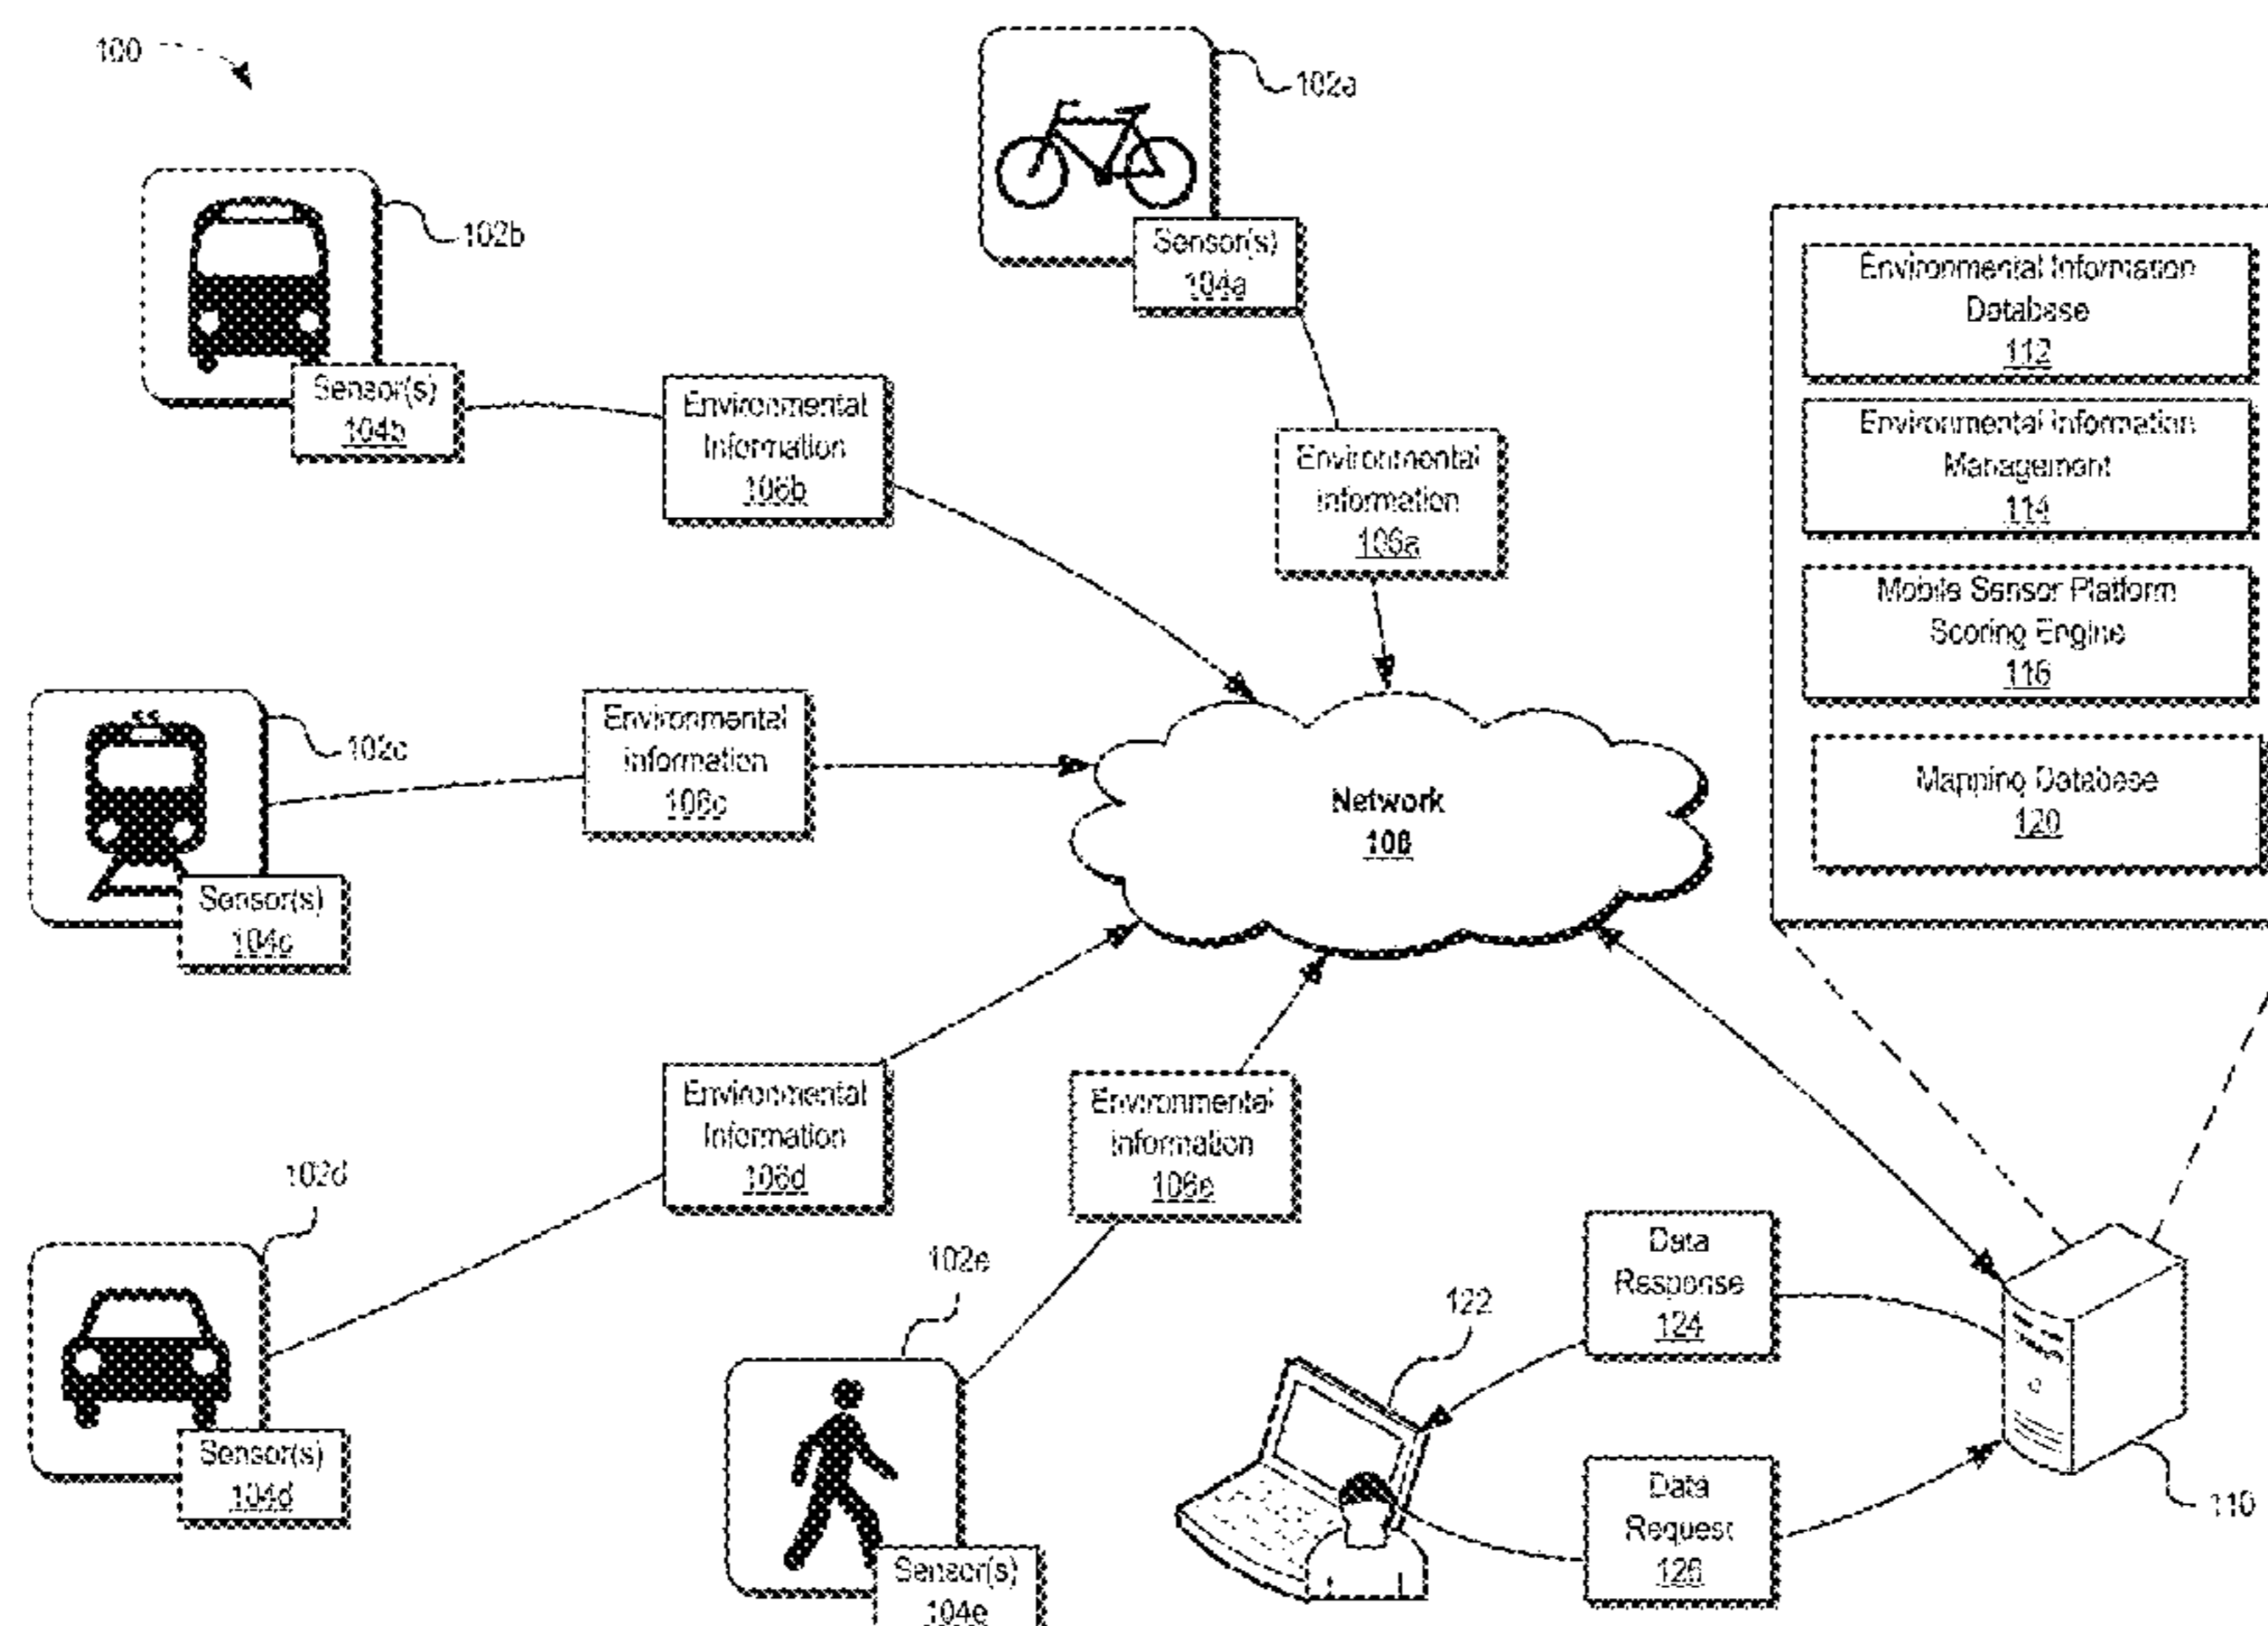 100
102a
Sensor(s)
104a
102b
Sensor(s)
104b
Environmental
Information
106b
Environmental
Information
106a
Environmental Information
Database
112
Environmental Information
Management
114
Mobile Sensor Platform
Scoring Engine
116
Mapping Database
120
102c
Sensor(s)
104c
Environmental
Information
106c
Network
108
102d
Sensor(s)
104d
Environmental
Information
106d
Environmental
Information
106e
102e
Sensor(s)
104e
122
Data
Response
124
Data
Request
126
110